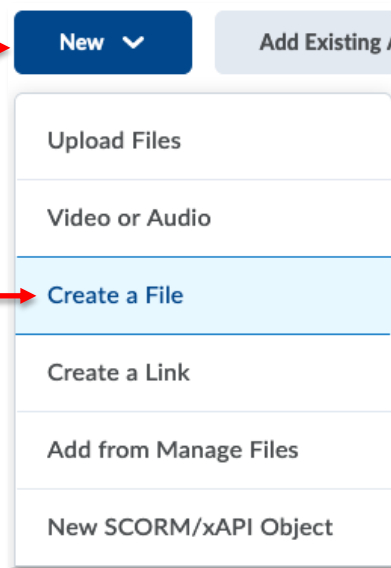 New
Add Existing
Upload Files
Video or Audio
Create a File
Create a Link
Add from Manage Files
New SCORM/xAPI Object